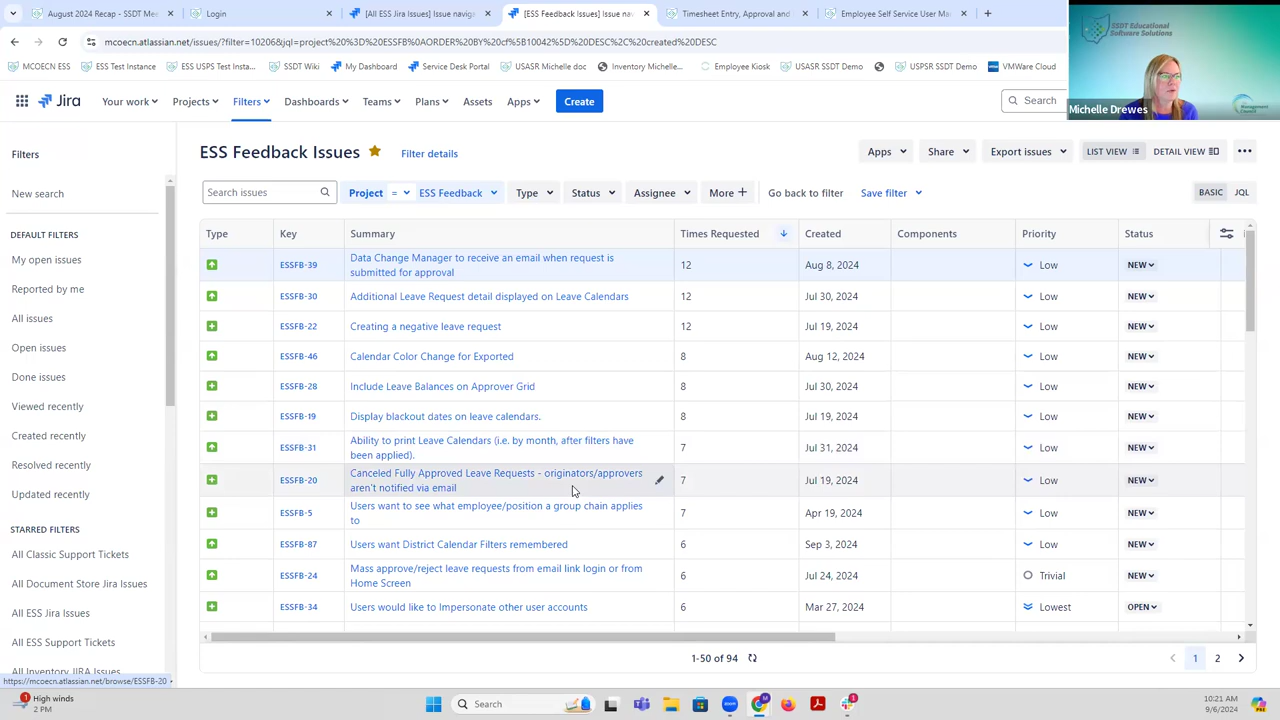 August 2024 Recap - SSDT Meet
Login
[All ESS Jira Issues] Issue navig
[ESS Feedback Issues] Issue nav
Timesheet Entry, Approval and
Employee Self Service User Man
mcoecn.atlassian.net/issues/?filter=10206&jql=project%20%3D%20ESSFB%20ORDER%20BY%20cf%5B10042%5D%20DESC%2C%20created%20DESC
MCOECN ESS
ESS Test Instance
ESS USPS Test Insta...
SSDT Wiki
My Dashboard
Service Desk Portal
USASR Michelle doc
Inventory Michelle...
Employee Kiosk
USASR SSDT Demo
USPSR SSDT Demo
VMWare Cloud
SSDT Educational
Software Solutions
Management
Council
Michelle Drewes
Jira
Your work
Projects
Filters
Dashboards
Teams
Plans
Assets
Apps
Create
Search
Filters
New search
DEFAULT FILTERS
My open issues
Reported by me
All issues
Open issues
Done issues
Viewed recently
Created recently
Resolved recently
Updated recently
STARRED FILTERS
All Classic Support Tickets
All Document Store Jira Issues
All ESS Jira Issues
All ESS Support Tickets
All Inventory JIRA Issues
ESS Feedback Issues
Filter details
Apps
Share
Export issues
LIST VIEW
DETAIL VIEW
Search issues
Project = ESS Feedback
Type
Status
Assignee
More +
Go back to filter
Save filter
BASIC
JQL
Type Key Summary Times Requested Created Components Priority Status
ESSFB-39 Data Change Manager to receive an email when request is 12 Aug 8, 2024 Low NEW
submitted for approval
ESSFB-30 Additional Leave Request detail displayed on Leave Calendars 12 Jul 30, 2024 Low NEW
ESSFB-22 Creating a negative leave request 12 Jul 19, 2024 Low NEW
ESSFB-46 Calendar Color Change for Exported 8 Aug 12, 2024 Low NEW
ESSFB-28 Include Leave Balances on Approver Grid 8 Jul 30, 2024 Low NEW
ESSFB-19 Display blackout dates on leave calendars. 8 Jul 19, 2024 Low NEW
ESSFB-31 Ability to print Leave Calendars (i.e. by month, after filters have 7 Jul 31, 2024 Low NEW
been applied).
ESSFB-20 Canceled Fully Approved Leave Requests - originators/approvers 7 Jul 19, 2024 Low NEW
aren't notified via email
ESSFB-5 Users want to see what employee/position a group chain applies 7 Apr 19, 2024 Low NEW
to
ESSFB-87 Users want District Calendar Filters remembered 6 Sep 3, 2024 Low NEW
ESSFB-24 Mass approve/reject leave requests from email link login or from 6 Jul 24, 2024 Trivial NEW
Home Screen
ESSFB-34 Users would like to Impersonate other user accounts 6 Mar 27, 2024 Lowest OPEN
1-50 of 94
1 2
https://mcoecn.atlassian.net/browse/ESSFB-20
High winds
2 PM
Search
10:21 AM
9/6/2024